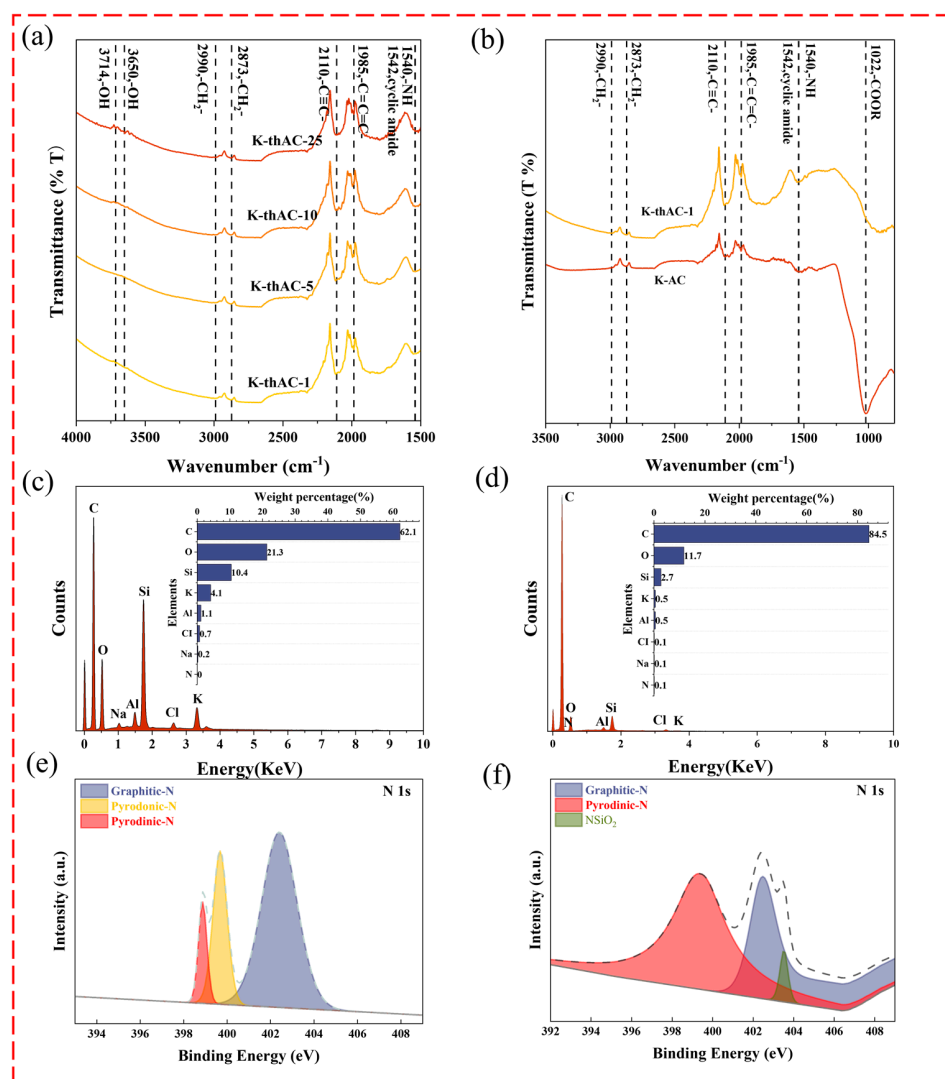 (a)
3714,-OH
3650,-OH
2990,-CH₂-
2873,-CH₂-
2110,-C≡C-
1985,-C=C=C-
1542,cyclic amide
1540,-NH
K-thAC-25
K-thAC-10
K-thAC-5
K-thAC-1
Transmittance (% T)
4000 3500 3000 2500 2000 1500
Wavenumber (cm⁻¹)
(b)
2990,-CH₂-
2873,-CH₂-
2110,-C≡C-
1985,-C=C=C-
1542,cyclic amide
1540,-NH
1022,-COOR
K-thAC-1
K-AC
Transmittance (T %)
3500 3000 2500 2000 1500 1000
Wavenumber (cm⁻¹)
(c)
Weight percentage(%)
0 10 20 30 40 50 60
C 62.1
O 21.3
Si 10.4
K 4.1
Al 1.1
Cl 0.7
Na 0.2
N 0
Elements
C
O
Na
Al
Si
Cl
K
Counts
0 1 2 3 4 5 6 7 8 9 10
Energy(KeV)
(d)
Weight percentage(%)
0 20 40 60 80
C 84.5
O 11.7
Si 2.7
K 0.5
Al 0.5
Cl 0.1
Na 0.1
N 0.1
Elements
C
O
N
Al
Si
Cl
K
Counts
0 2 4 6 8 10
Energy(KeV)
(e)
Graphitic-N
Pyrodonic-N
Pyrodinic-N
N 1s
Intensity (a.u.)
394 396 398 400 402 404 406 408
Binding Energy (eV)
(f)
Graphitic-N
Pyrodinic-N
NSiO₂
N 1s
Intensity (a.u.)
392 394 396 398 400 402 404 406 408
Binding Energy (eV)